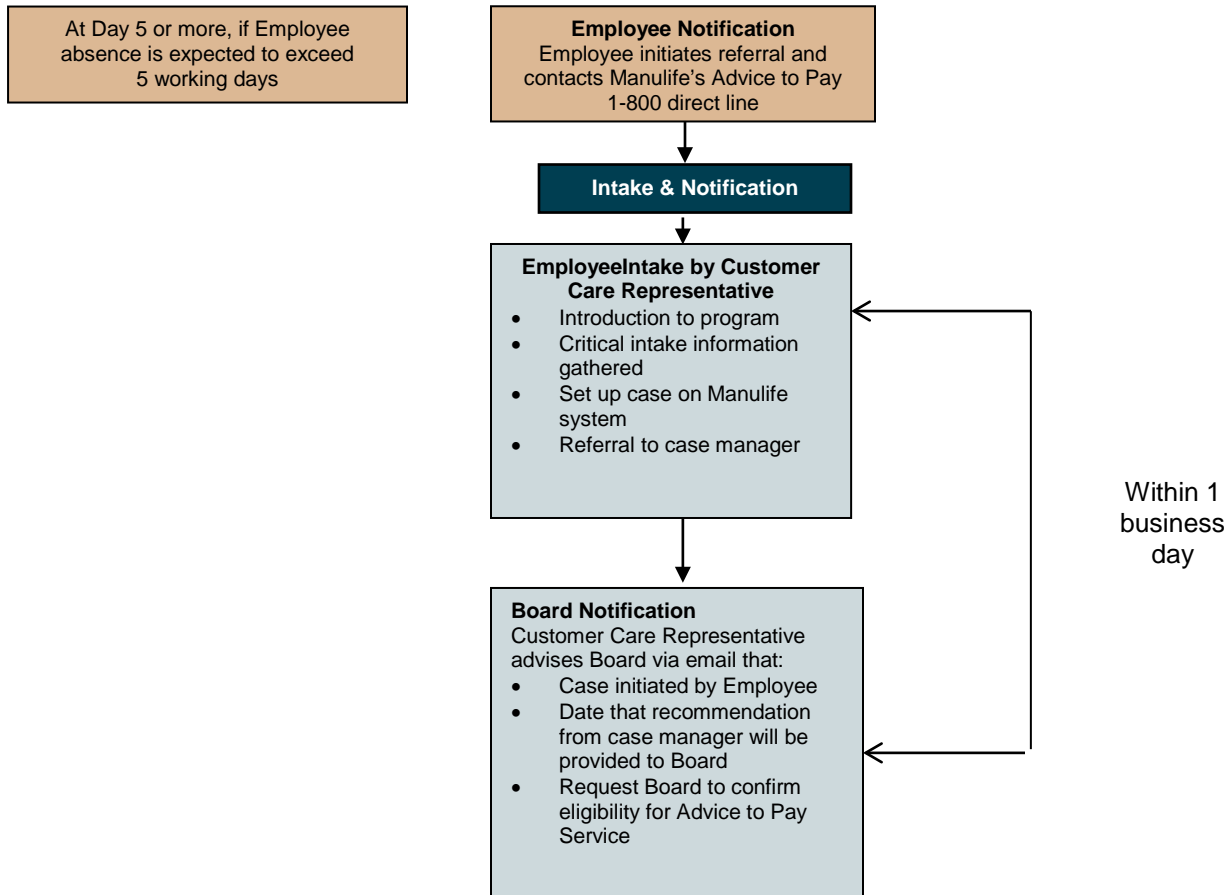 At Day 5 or more, if Employee
absence is expected to exceed
5 working days
Employee Notification
Employee initiates referral and
contacts Manulife’s Advice to Pay
1-800 direct line
Intake & Notification
EmployeeIntake by Customer
Care Representative
• Introduction to program
• Critical intake information
gathered
• Set up case on Manulife
system
• Referral to case manager
Within 1
business
day
Board Notification
Customer Care Representative
advises Board via email that:
• Case initiated by Employee
• Date that recommendation
from case manager will be
provided to Board
• Request Board to confirm
eligibility for Advice to Pay
Service